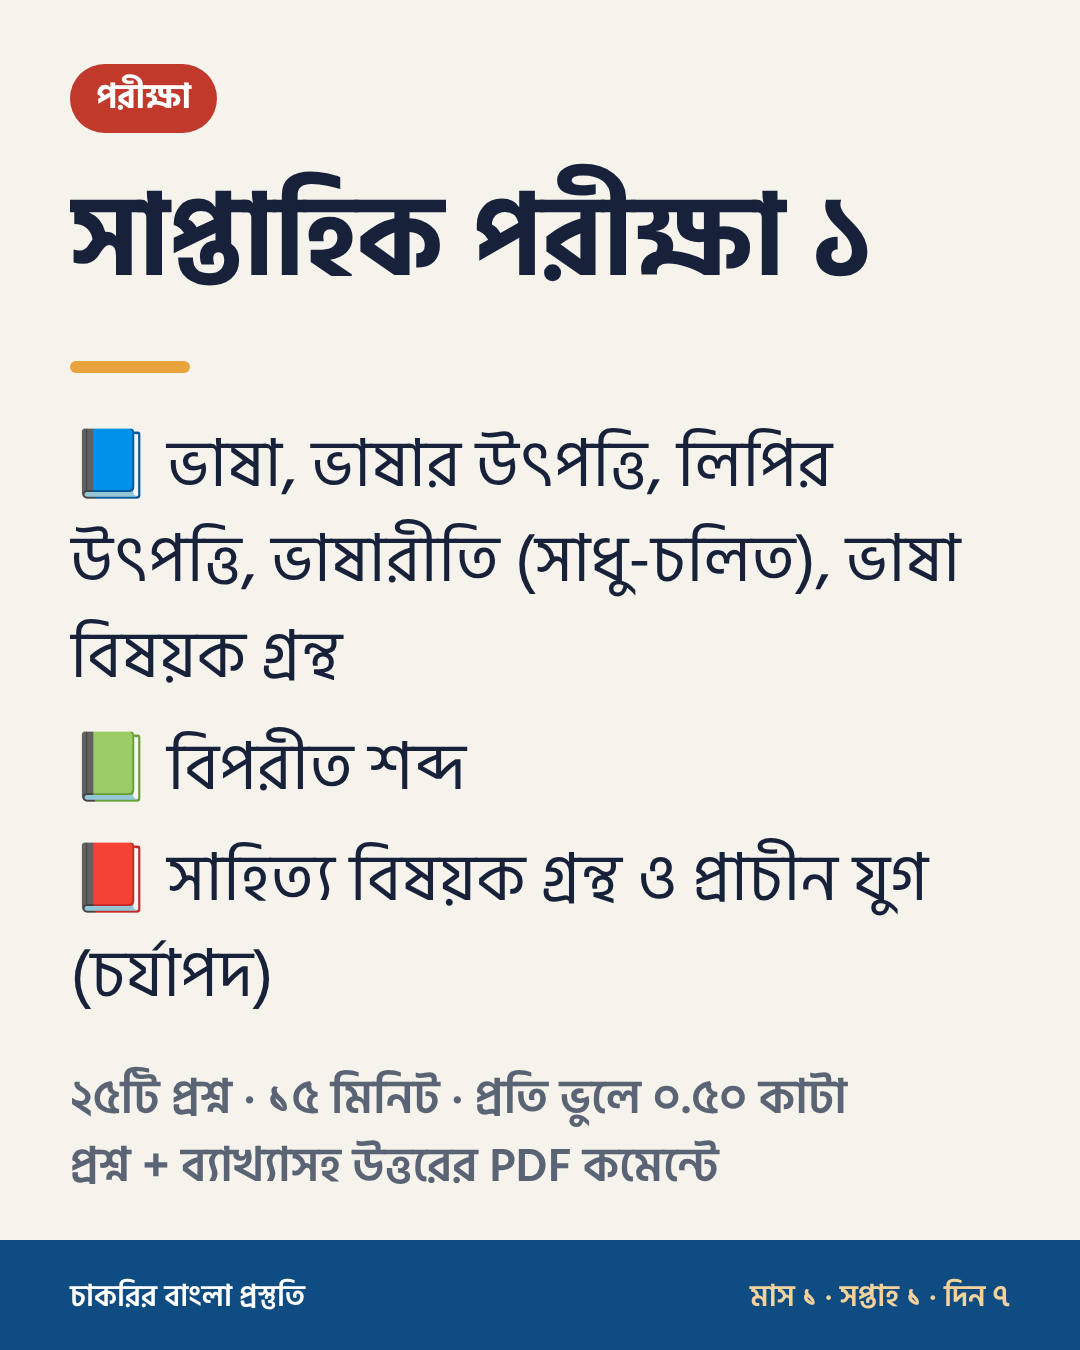 পরীক্ষা
সাপ্তাহিক পরীক্ষা ১
📘 ভাষা, ভাষার উৎপত্তি, লিপির
উৎপত্তি, ভাষারীতি (সাধু-চলিত), ভাষা
বিষয়ক গ্রন্থ
📗 বিপরীত শব্দ
📕 সাহিত্য বিষয়ক গ্রন্থ ও প্রাচীন যুগ
(চর্যাপদ)
২৫টি প্রশ্ন · ১৫ মিনিট · প্রতি ভুলে ০.৫০ কাটা
প্রশ্ন + ব্যাখ্যাসহ উত্তরের PDF কমেন্টে
চাকরির বাংলা প্রস্তুতি
মাস ১ · সপ্তাহ ১ · দিন ৭